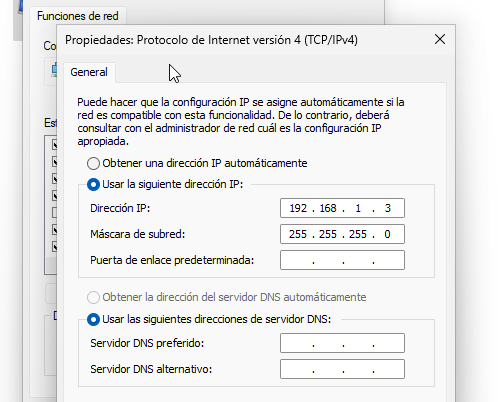 Funciones de red
Propiedades: Protocolo de Internet versión 4 (TCP/IPv4)
General
Puede hacer que la configuración IP se asigne automáticamente si la
red es compatible con esta funcionalidad. De lo contrario, deberá
consultar con el administrador de red cuál es la configuración IP
apropiada.
Obtener una dirección IP automáticamente
Usar la siguiente dirección IP:
Dirección IP: 192 . 168 . 1 . 3
Máscara de subred: 255 . 255 . 255 . 0
Puerta de enlace predeterminada: . . .
Obtener la dirección del servidor DNS automáticamente
Usar las siguientes direcciones de servidor DNS:
Servidor DNS preferido: . . .
Servidor DNS alternativo: . . .